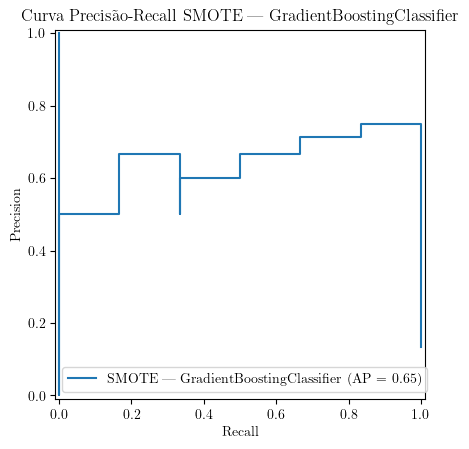 Curva Precisão-Recall SMOTE — GradientBoostingClassifier
1.0
0.8
0.6
0.4
0.2
0.0
Precision
SMOTE — GradientBoostingClassifier (AP = 0.65)
0.0 0.2 0.4 0.6 0.8 1.0
Recall